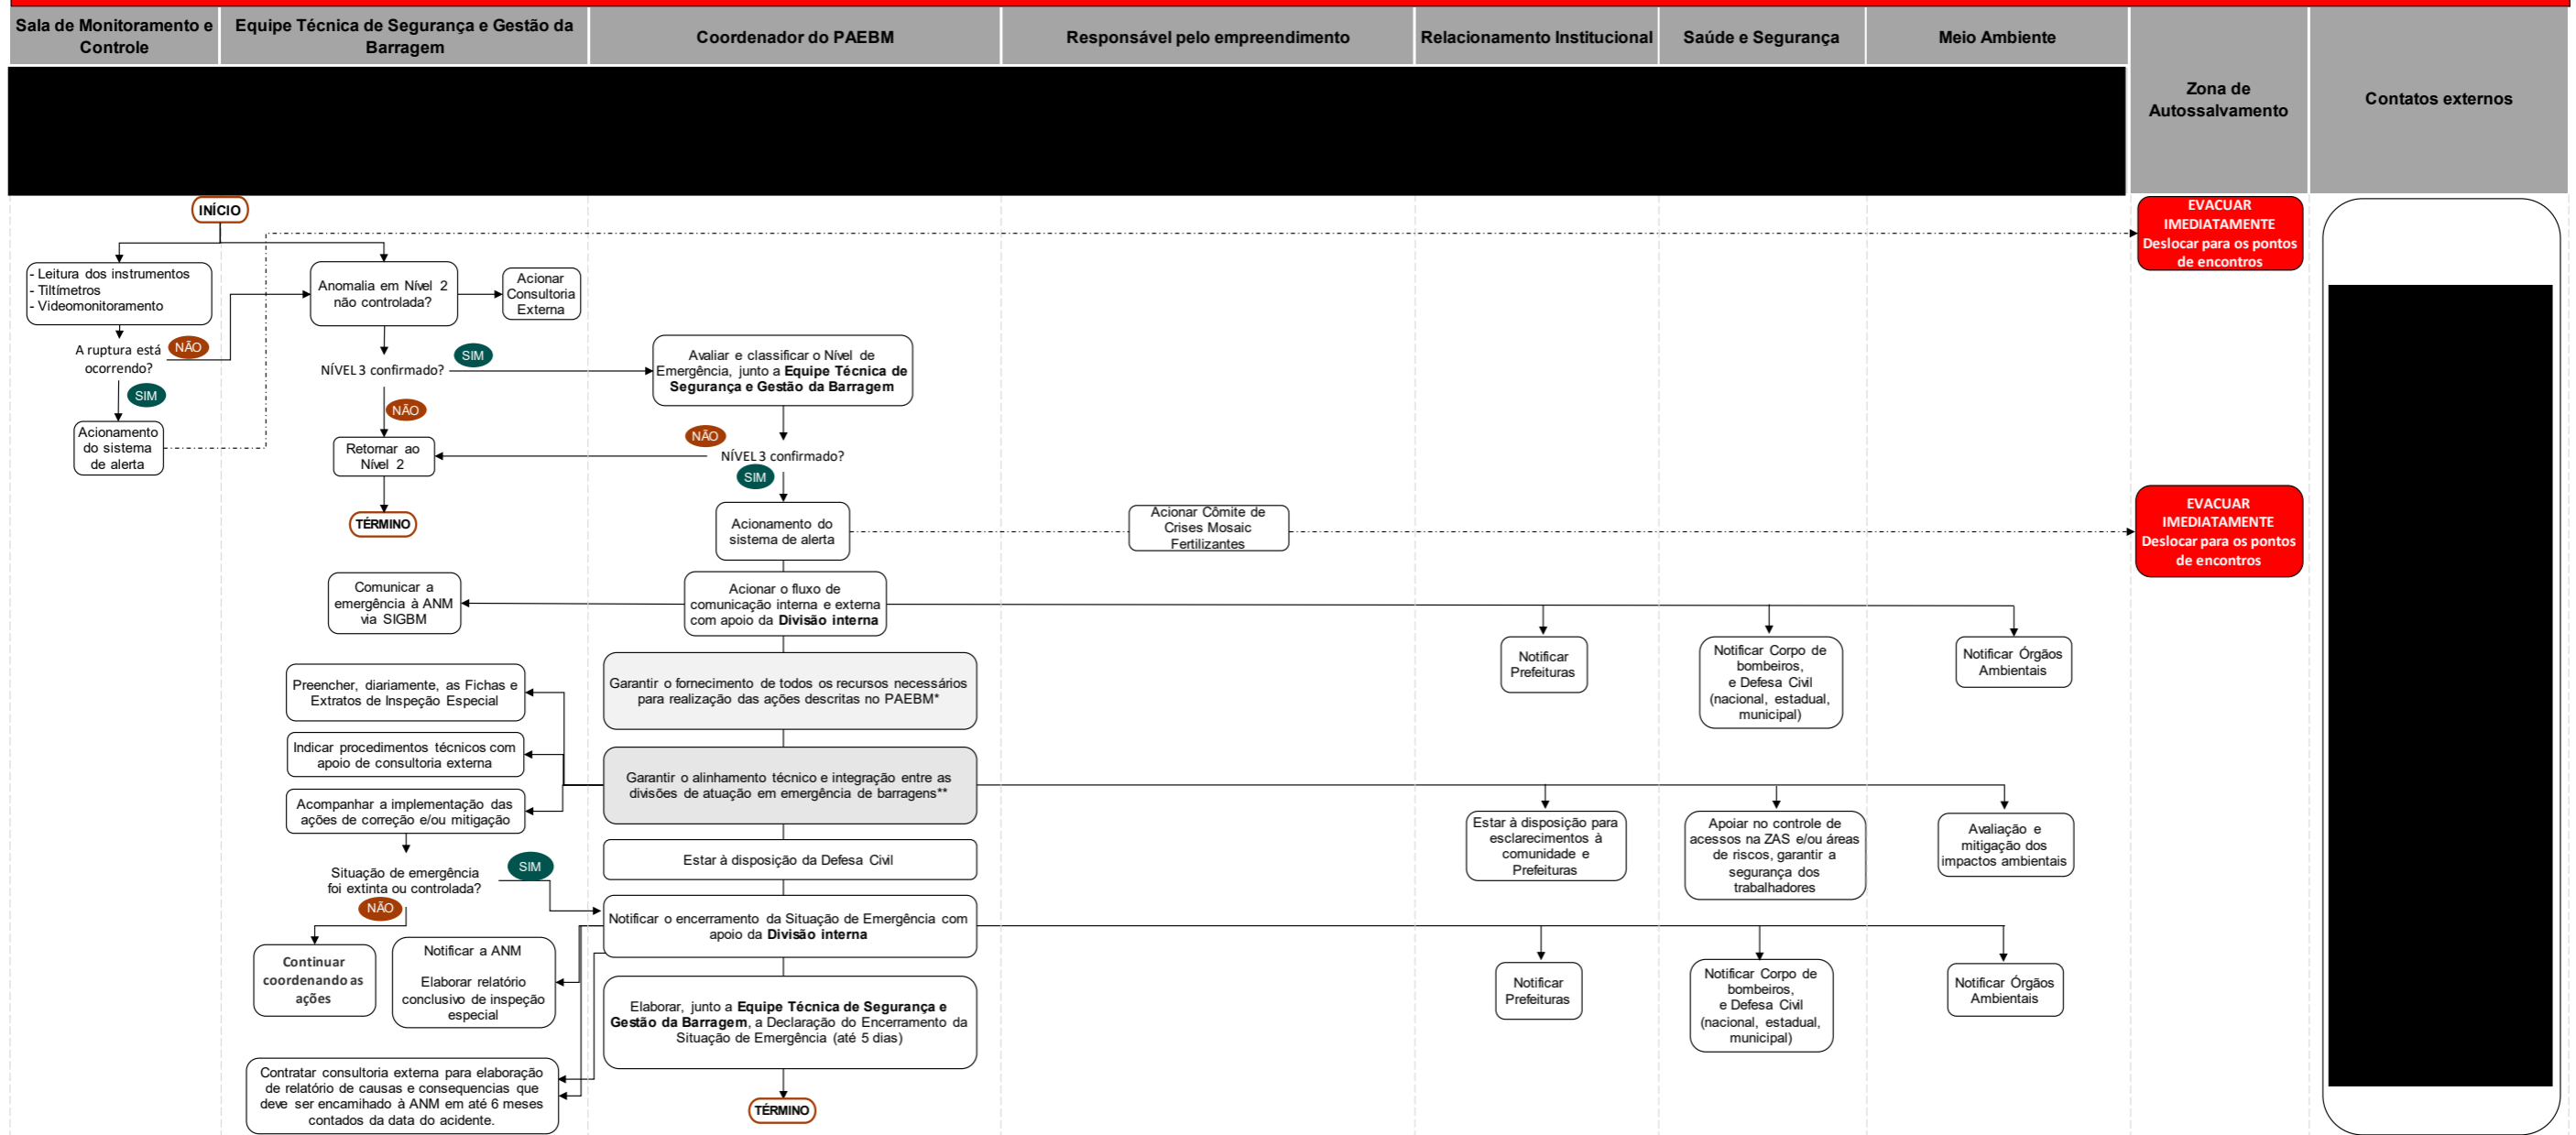 Sala de Monitoramento e
Controle
Equipe Técnica de Segurança e Gestão da
Barragem
Coordenador do PAEBM
Responsável pelo empreendimento
Relacionamento Institucional
Saúde e Segurança
Meio Ambiente
Zona de
Autossalvamento
Contatos externos
INÍCIO
EVACUAR
IMEDIATAMENTE
Deslocar para os pontos
de encontros
- Leitura dos instrumentos
- Tiltímetros
- Videomonitoramento
Anomalia em Nível 2
não controlada?
Acionar
Consultoria
Externa
A ruptura está
ocorrendo?
NÃO
SIM
NÍVEL 3 confirmado?
SIM
Avaliar e classificar o Nível de
Emergência, junto a Equipe Técnica de
Segurança e Gestão da Barragem
NÃO
Acionamento
do sistema
de alerta
Retornar ao
Nível 2
NÃO
NÍVEL 3 confirmado?
SIM
TÉRMINO
Acionamento do
sistema de alerta
Acionar Cômite de
Crises Mosaic
Fertilizantes
EVACUAR
IMEDIATAMENTE
Deslocar para os pontos
de encontros
Comunicar a
emergência à ANM
via SIGBM
Acionar o fluxo de
comunicação interna e externa
com apoio da Divisão interna
Notificar
Prefeituras
Notificar Corpo de
bombeiros,
e Defesa Civil
(nacional, estadual,
municipal)
Notificar Órgãos
Ambientais
Preencher, diariamente, as Fichas e
Extratos de Inspeção Especial
Garantir o fornecimento de todos os recursos necessários
para realização das ações descritas no PAEBM*
Indicar procedimentos técnicos com
apoio de consultoria externa
Garantir o alinhamento técnico e integração entre as
divisões de atuação em emergência de barragens**
Acompanhar a implementação das
ações de correção e/ou mitigação
Estar à disposição para
esclarecimentos à
comunidade e
Prefeituras
Apoiar no controle de
acessos na ZAS e/ou áreas
de riscos, garantir a
segurança dos
trabalhadores
Avaliação e
mitigação dos
impactos ambientais
Estar à disposição da Defesa Civil
Situação de emergência
foi extinta ou controlada?
SIM
NÃO
Notificar o encerramento da Situação de Emergência com
apoio da Divisão interna
Continuar
coordenando as
ações
Notificar a ANM
Elaborar relatório
conclusivo de inspeção
especial
Notificar
Prefeituras
Notificar Corpo de
bombeiros,
e Defesa Civil
(nacional, estadual,
municipal)
Notificar Órgãos
Ambientais
Elaborar, junto a Equipe Técnica de Segurança e
Gestão da Barragem, a Declaração do Encerramento da
Situação de Emergência (até 5 dias)
Contratar consultoria externa para elaboração
de relatório de causas e consequencias que
deve ser encamihado à ANM em até 6 meses
contados da data do acidente.
TÉRMINO